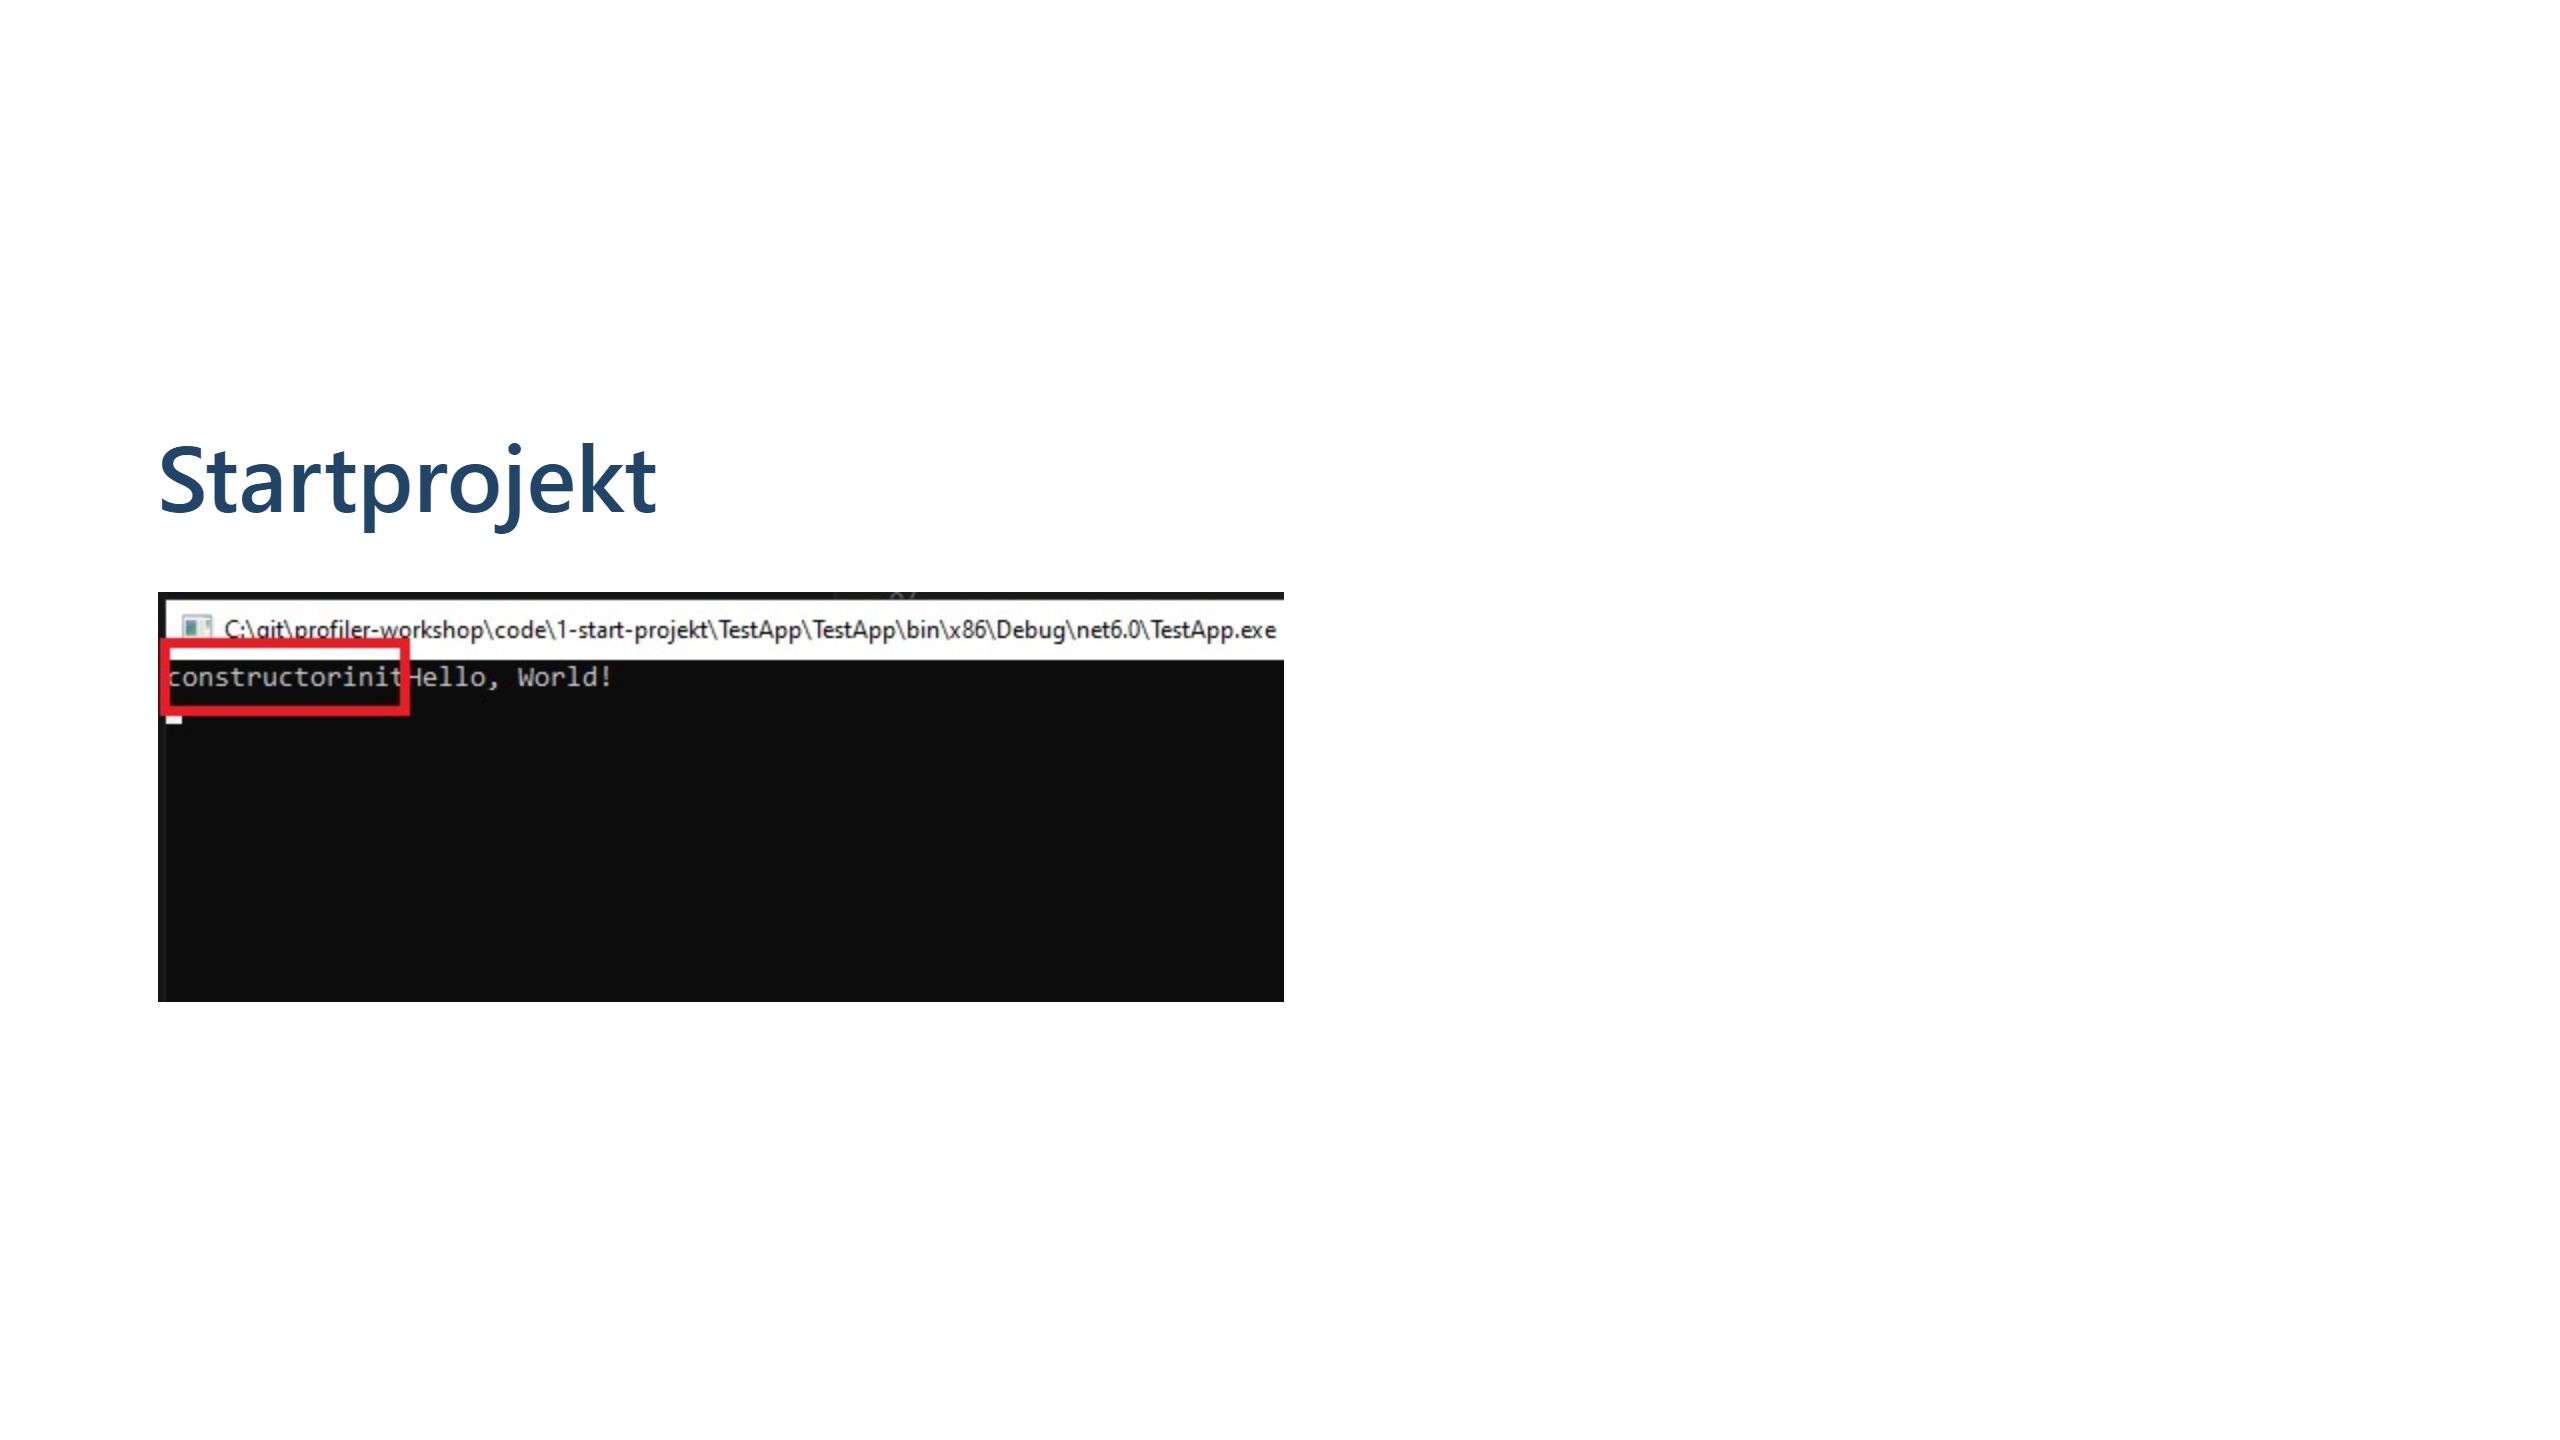 Startprojekt
C:\git\profiler-workshop\code\1-start-projekt\TestApp\TestApp\bin\x86\Debug\net6.0\TestApp.exe
constructorinitHello, World!